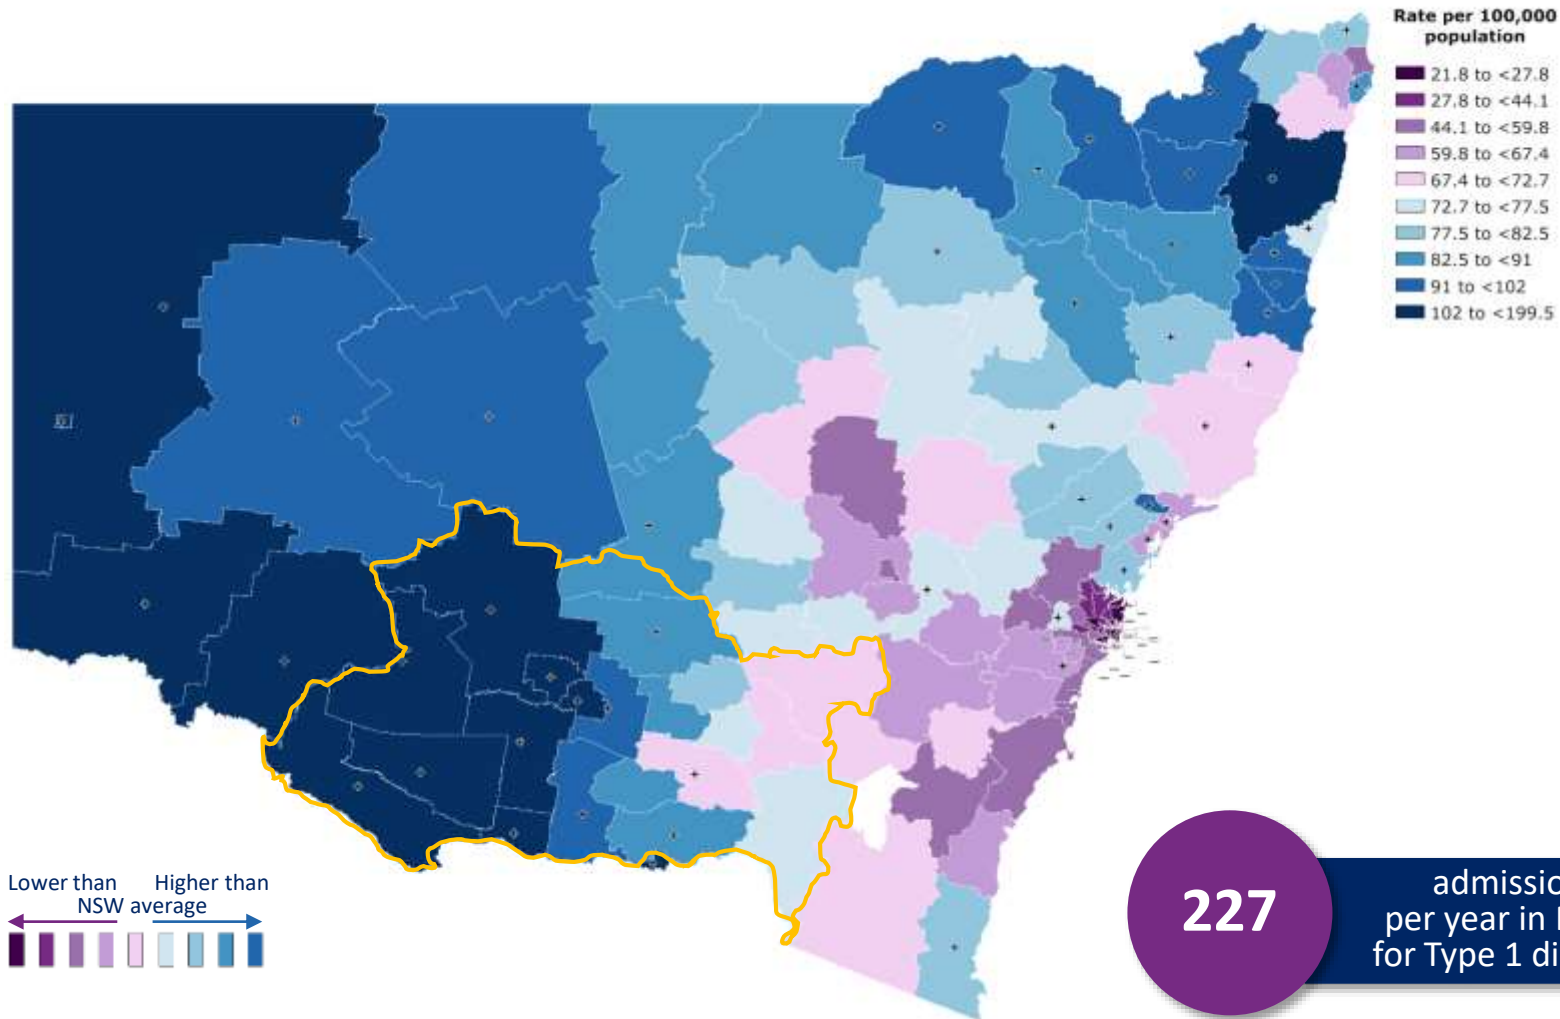 Rate per 100,000
population
21.8 to <27.8
27.8 to <44.1
44.1 to <59.8
59.8 to <67.4
67.4 to <72.7
72.7 to <77.5
77.5 to <82.5
82.5 to <91
91 to <102
102 to <199.5
Lower than Higher than
NSW average
227
per year in
for Type 1